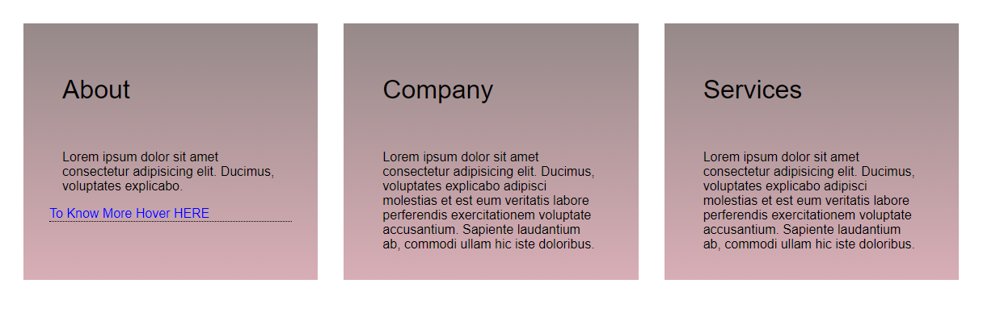 About
Lorem ipsum dolor sit amet
consectetur adipisicing elit. Ducimus,
voluptates explicabo.
To Know More Hover HERE
Company
Lorem ipsum dolor sit amet
consectetur adipisicing elit. Ducimus,
voluptates explicabo adipisci
molestias et est eum veritatis labore
perferendis exercitationem voluptate
accusantium. Sapiente laudantium
ab, commodi ullam hic iste doloribus.
Services
Lorem ipsum dolor sit amet
consectetur adipisicing elit. Ducimus,
voluptates explicabo adipisci
molestias et est eum veritatis labore
perferendis exercitationem voluptate
accusantium. Sapiente laudantium
ab, commodi ullam hic iste doloribus.